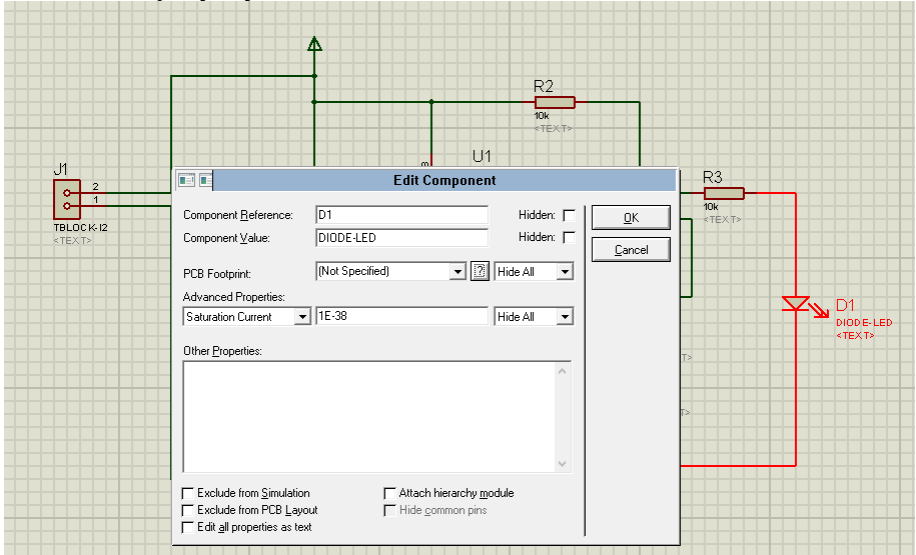 R2
10k
<TEXT>
U1
8
J1
2
1
TBLOCK-I2
<TEXT>
R3
10k
<TEXT>
D1
DIODE-LED
<TEXT>
Edit Component
Component Reference:
D1
Hidden:
Component Value:
DIODE-LED
Hidden:
PCB Footprint:
(Not Specified)
?
Hide All
Advanced Properties:
Saturation Current
1E-38
Hide All
Other Properties:
Exclude from Simulation
Attach hierarchy module
Exclude from PCB Layout
Hide common pins
Edit all properties as text
OK
Cancel